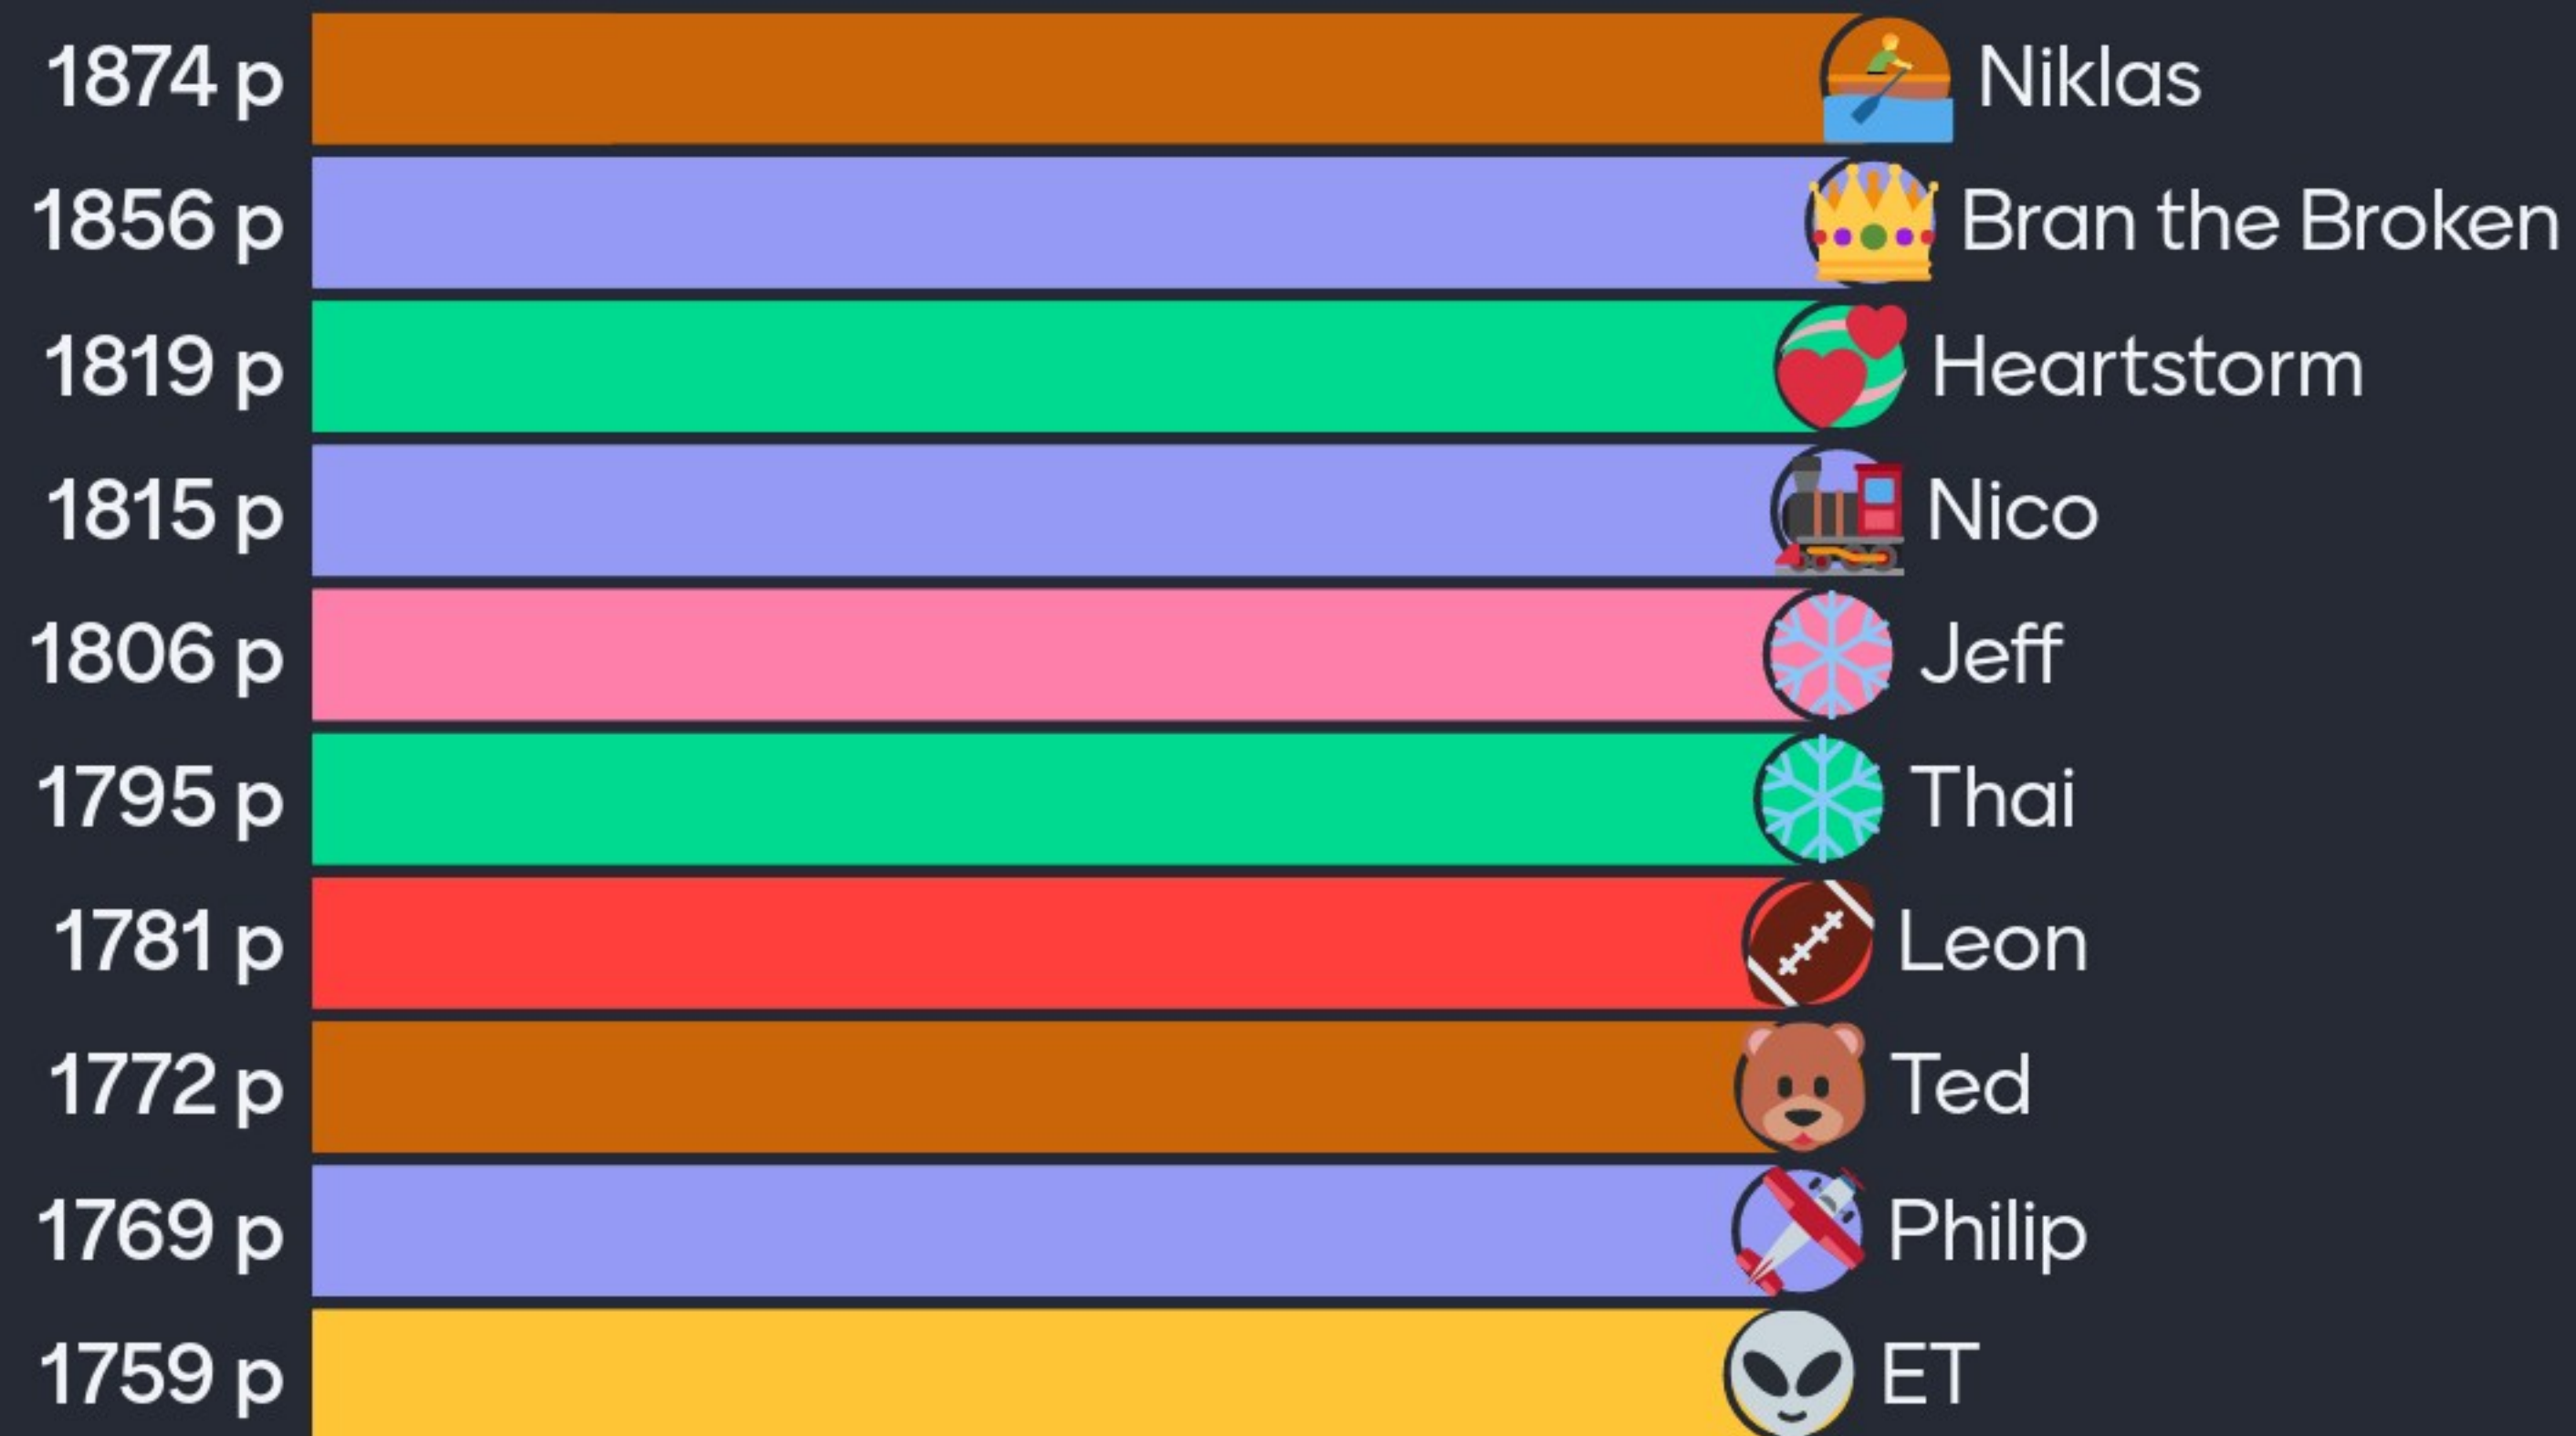 1874 p Niklas
1856 p Bran the Broken
1819 p Heartstorm
1815 p Nico
1806 p Jeff
1795 p Thai
1781 p Leon
1772 p Ted
1769 p Philip
1759 p ET